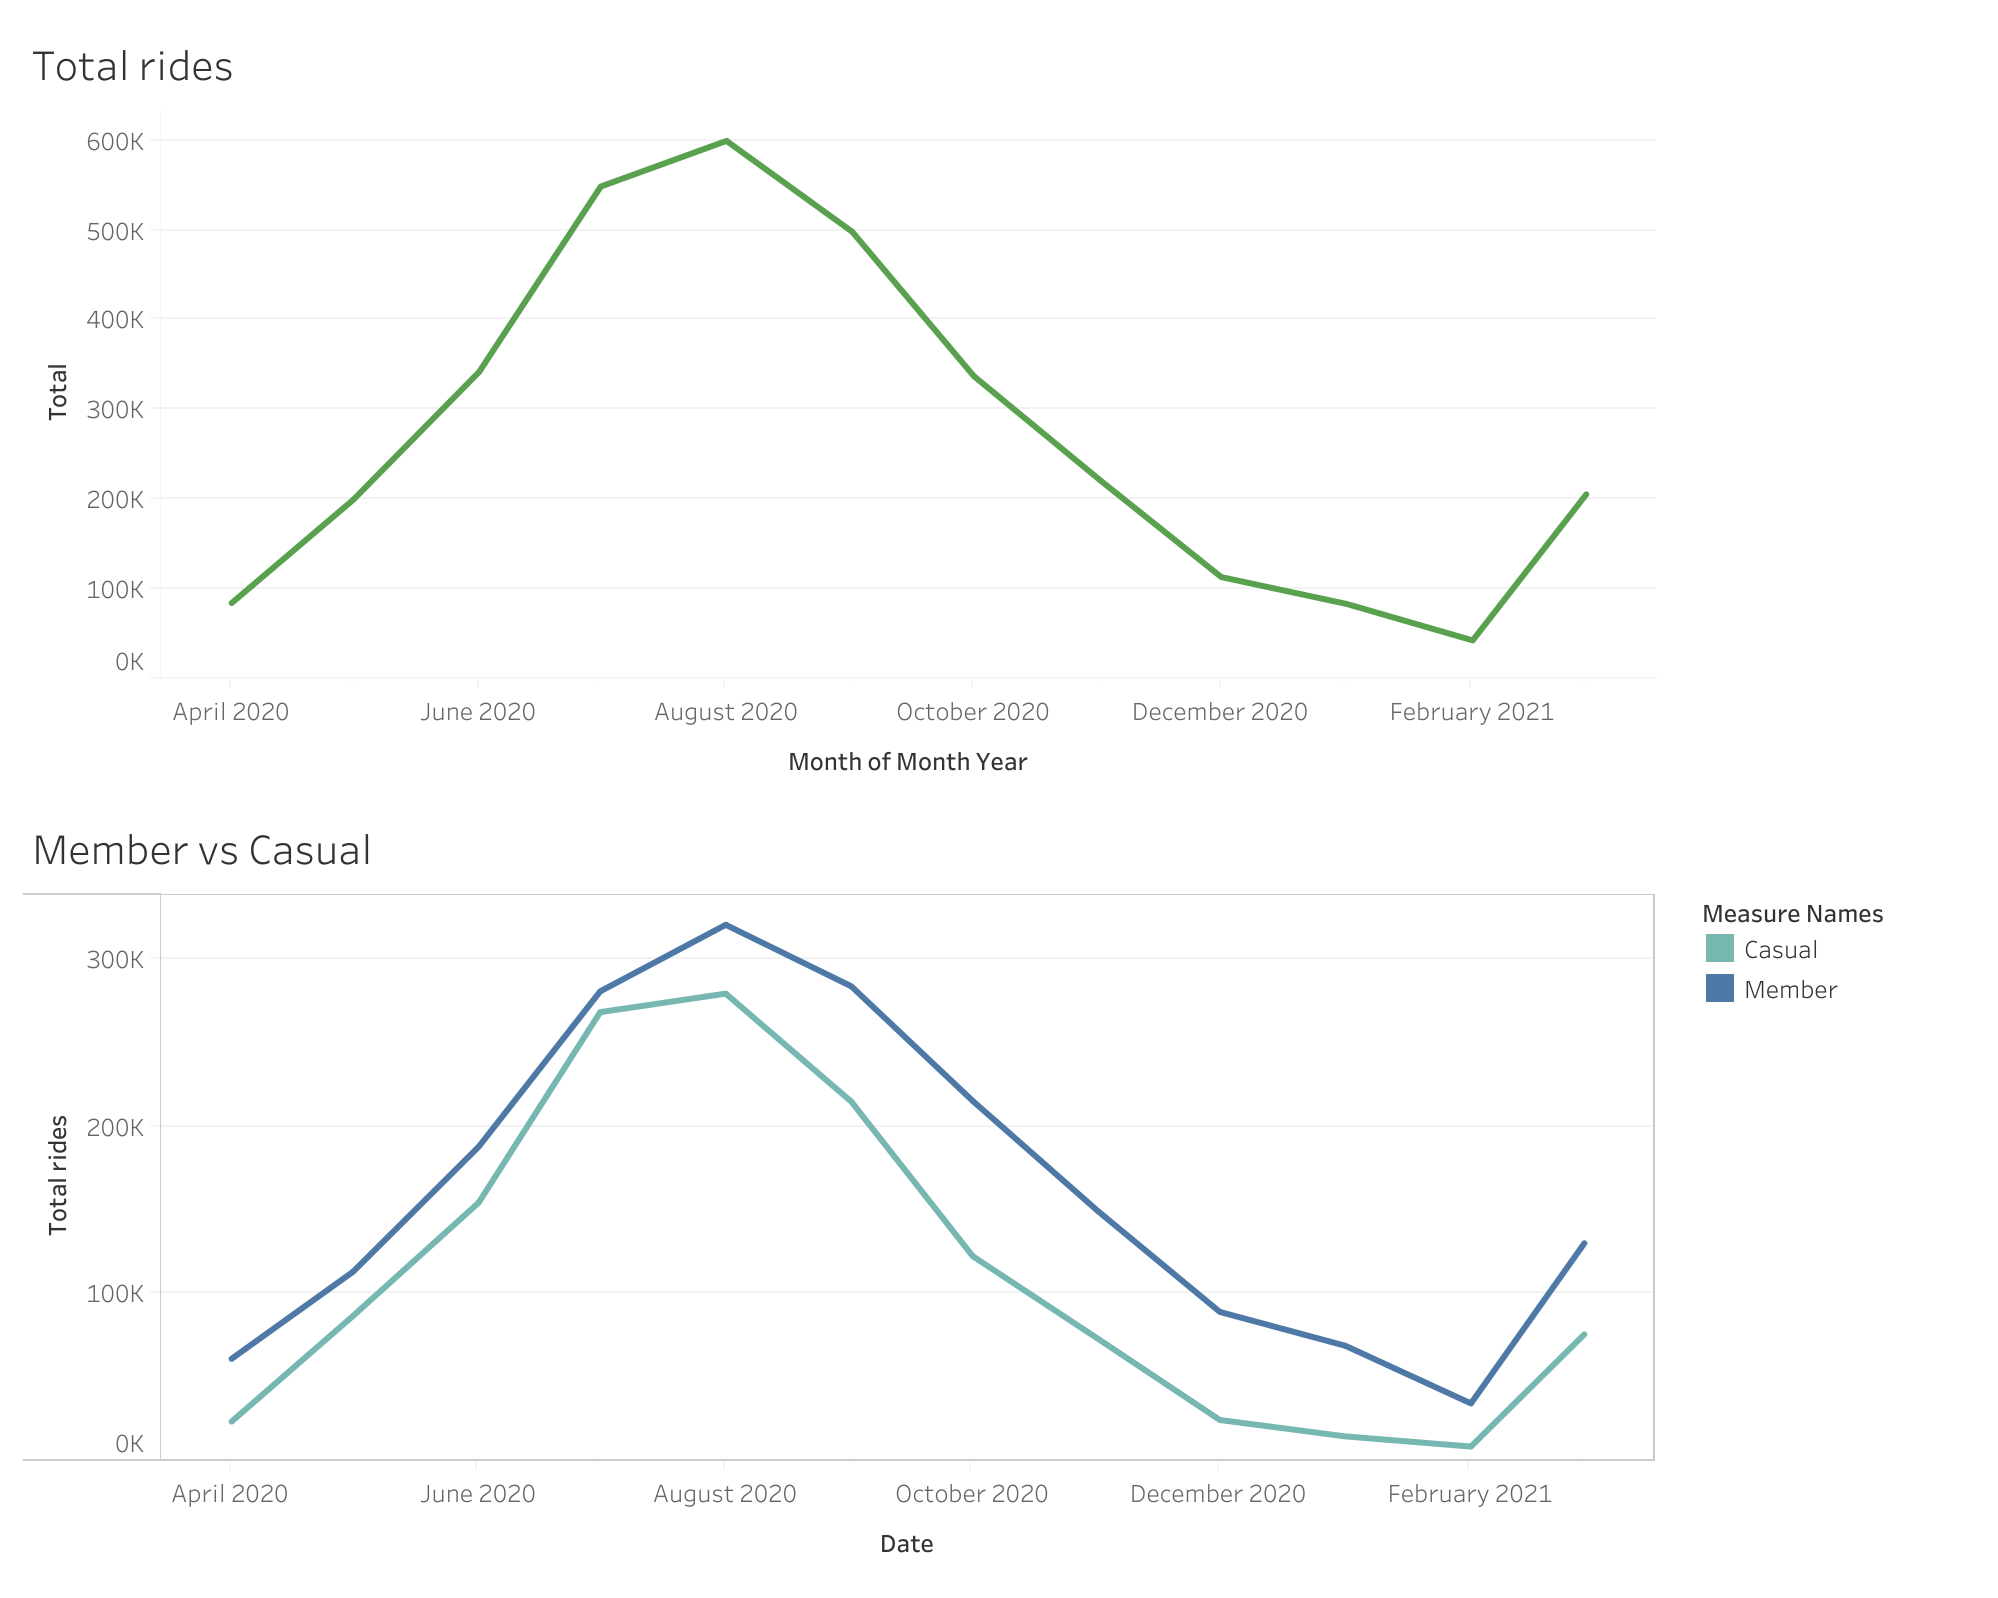 Total rides
600K
500K
400K
300K
200K
100K
0K
Total
April 2020 June 2020 August 2020 October 2020 December 2020 February 2021
Month of Month Year
Member vs Casual
300K
200K
100K
0K
Total rides
April 2020 June 2020 August 2020 October 2020 December 2020 February 2021
Date
Measure Names
Casual
Member